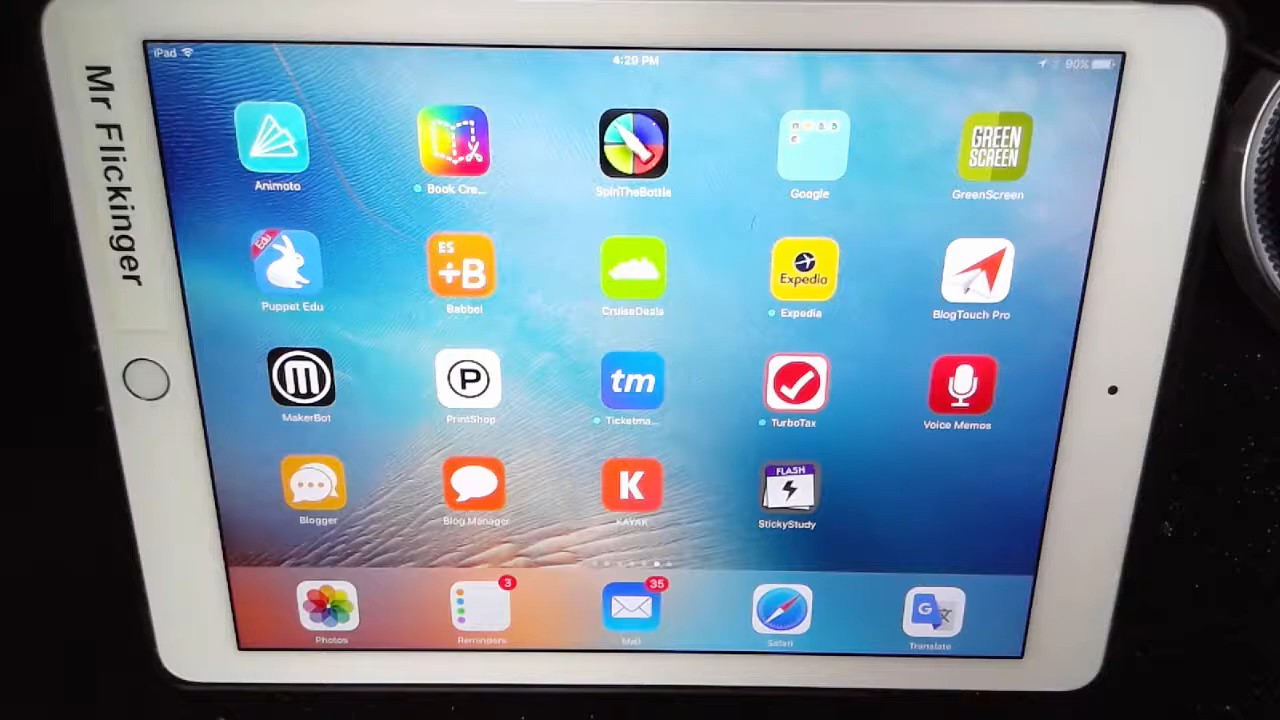 Mr Flickinger
iPad 4:29 PM 90%
Animoto Book Cre... SpinTheBottle Google GREEN SCREEN GreenScreen
Edu Puppet Edu ES +B Babbel CruiseDeals Expedia Expedia BlogTouch Pro
M MakerBot P PrintShop tm Ticketma... TurboTax Voice Memos
Blogger Blog Manager K KAYAK FLASH StickyStudy
Photos 3 Reminders 35 Mail Safari G Translate